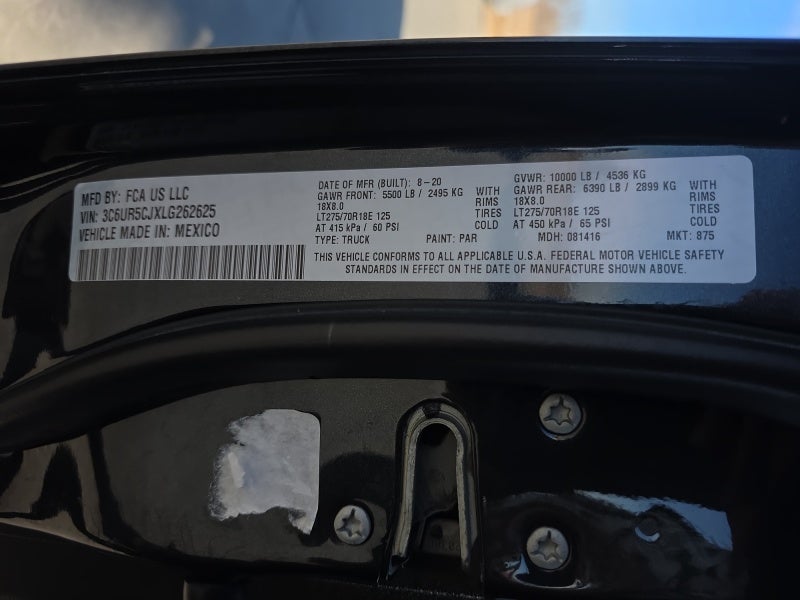 MFD BY: FCA US LLC
VIN: 3C6UR5CJXLG262625
VEHICLE MADE IN: MEXICO
DATE OF MFR (BUILT): 8-20
GAWR FRONT: 5500 LB / 2495 KG WITH
18X8.0 RIMS
LT275/70R18E 125 TIRES
AT 415 kPa / 60 PSI COLD
TYPE: TRUCK PAINT: PAR
GVWR: 10000 LB / 4536 KG
GAWR REAR: 6390 LB / 2899 KG WITH
18X8.0 RIMS
LT275/70R18E 125 TIRES
AT 450 kPa / 65 PSI COLD
MDH: 081416 MKT: 875
THIS VEHICLE CONFORMS TO ALL APPLICABLE U.S.A. FEDERAL MOTOR VEHICLE SAFETY
STANDARDS IN EFFECT ON THE DATE OF MANUFACTURE SHOWN ABOVE.